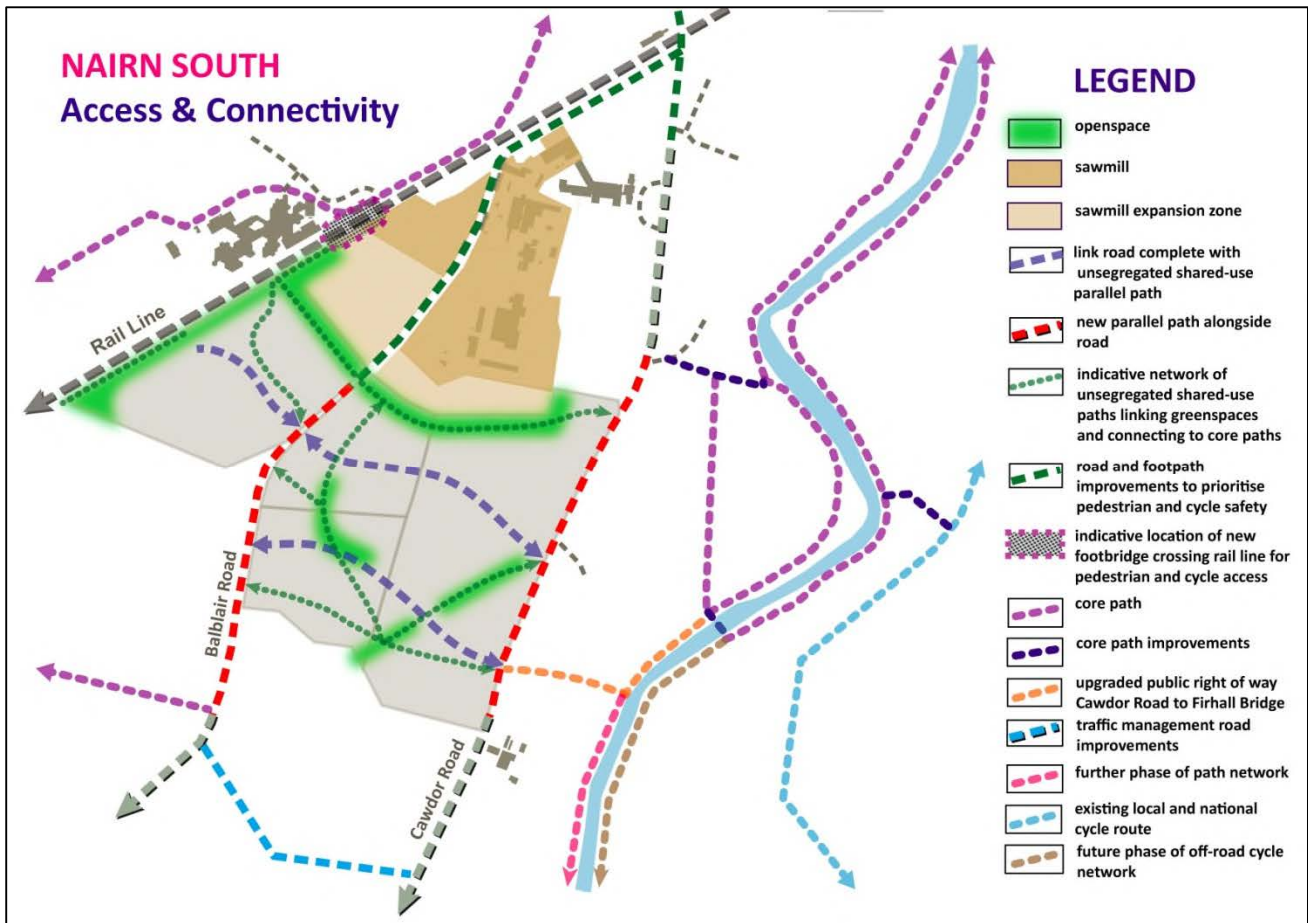 NAIRN SOUTH
Access & Connectivity
Rail Line
Balblair Road
Cawdor Road
LEGEND
openspace
sawmill
sawmill expansion zone
link road complete with
unsegregated shared-use
parallel path
new parallel path alongside
road
indicative network of
unsegregated shared-use
paths linking greenspaces
and connecting to core paths
road and footpath
improvements to prioritise
pedestrian and cycle safety
indicative location of new
footbridge crossing rail line for
pedestrian and cycle access
core path
core path improvements
upgraded public right of way
Cawdor Road to Firhall Bridge
traffic management road
improvements
further phase of path network
existing local and national
cycle route
future phase of off-road cycle
network